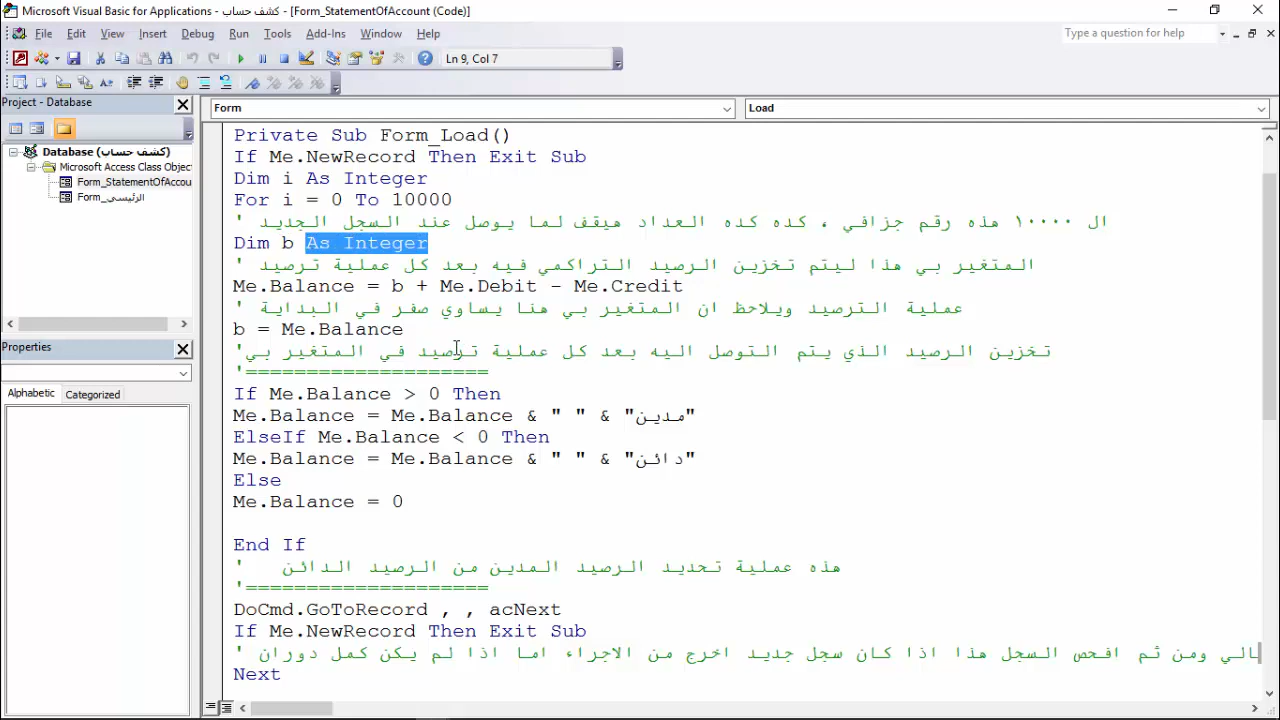 Microsoft Visual Basic for Applications - كشف حساب - [Form_StatementOfAccount (Code)]
File Edit View Insert Debug Run Tools Add-Ins Window Help
Type a question for help
Ln 9, Col 7
Project - Database
Form
Load
Database (كشف حساب)
Microsoft Access Class Objec
Form_StatementOfAccou
Form_الرئيسى
Properties
Alphabetic Categorized
Private Sub Form_Load()
If Me.NewRecord Then Exit Sub
Dim i As Integer
For i = 0 To 10000
' ال ١٠٠٠٠ هذه رقم جزافي ، كده كده العداد هيقف لما يوصل عند السجل الجديد
Dim b As Integer
' المتغير بي هذا ليتم تخزين الرصيد التراكمي فيه بعد كل عملية ترصيد
Me.Balance = b + Me.Debit - Me.Credit
' عملية الترصيد ويلاحظ ان المتغير بي هنا يساوي صفر في البداية
b = Me.Balance
'تخزين الرصيد الذي يتم التوصل اليه بعد كل عملية ترصيد في المتغير بي
'=====================
If Me.Balance > 0 Then
Me.Balance = Me.Balance & " " & "مدين"
ElseIf Me.Balance < 0 Then
Me.Balance = Me.Balance & " " & "دائن"
Else
Me.Balance = 0
End If
' هذه عملية تحديد الرصيد المدين من الرصيد الدائن
'=====================
DoCmd.GoToRecord , , acNext
If Me.NewRecord Then Exit Sub
' ومن ثم افحص السجل هذا اذا كان سجل جديد اخرج من الاجراء اما اذا لم يكن كمل دوران
Next